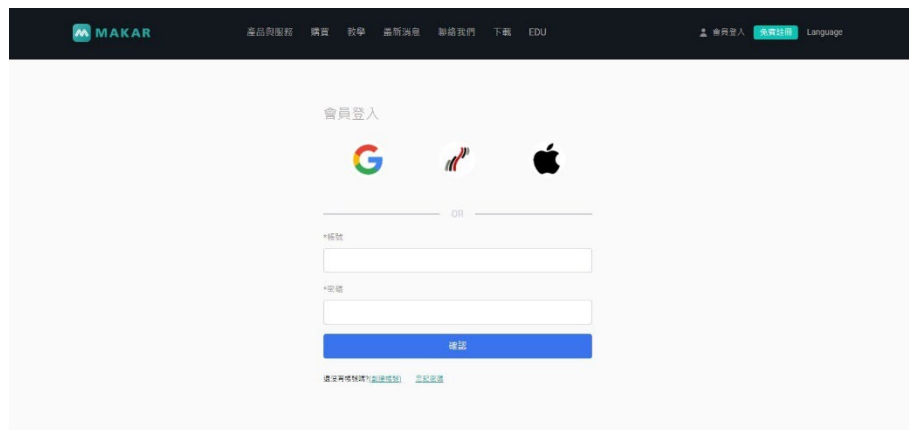 MAKAR 產品與服務 購買 教學 最新消息 聯絡我們 下載 EDU 會員登入 免費註冊 Language
會員登入
OR
*帳號
*密碼
確認
還沒有帳號嗎?(創建帳號) 忘記密碼